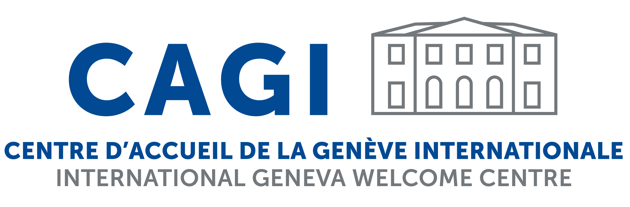 CAGI
CENTRE D'ACCUEIL DE LA GENÈVE INTERNATIONALE
INTERNATIONAL GENEVA WELCOME CENTRE